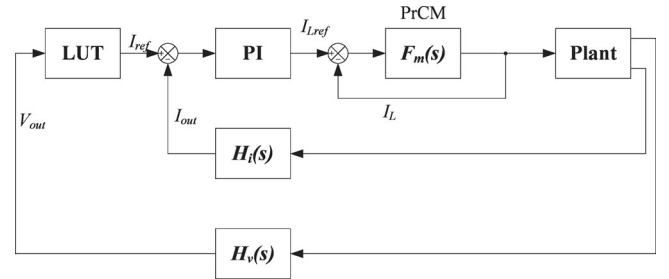 PrCM
LUT
I_ref
PI
I_Lref
F_m(s)
Plant
I_L
I_out
V_out
H_i(s)
H_v(s)